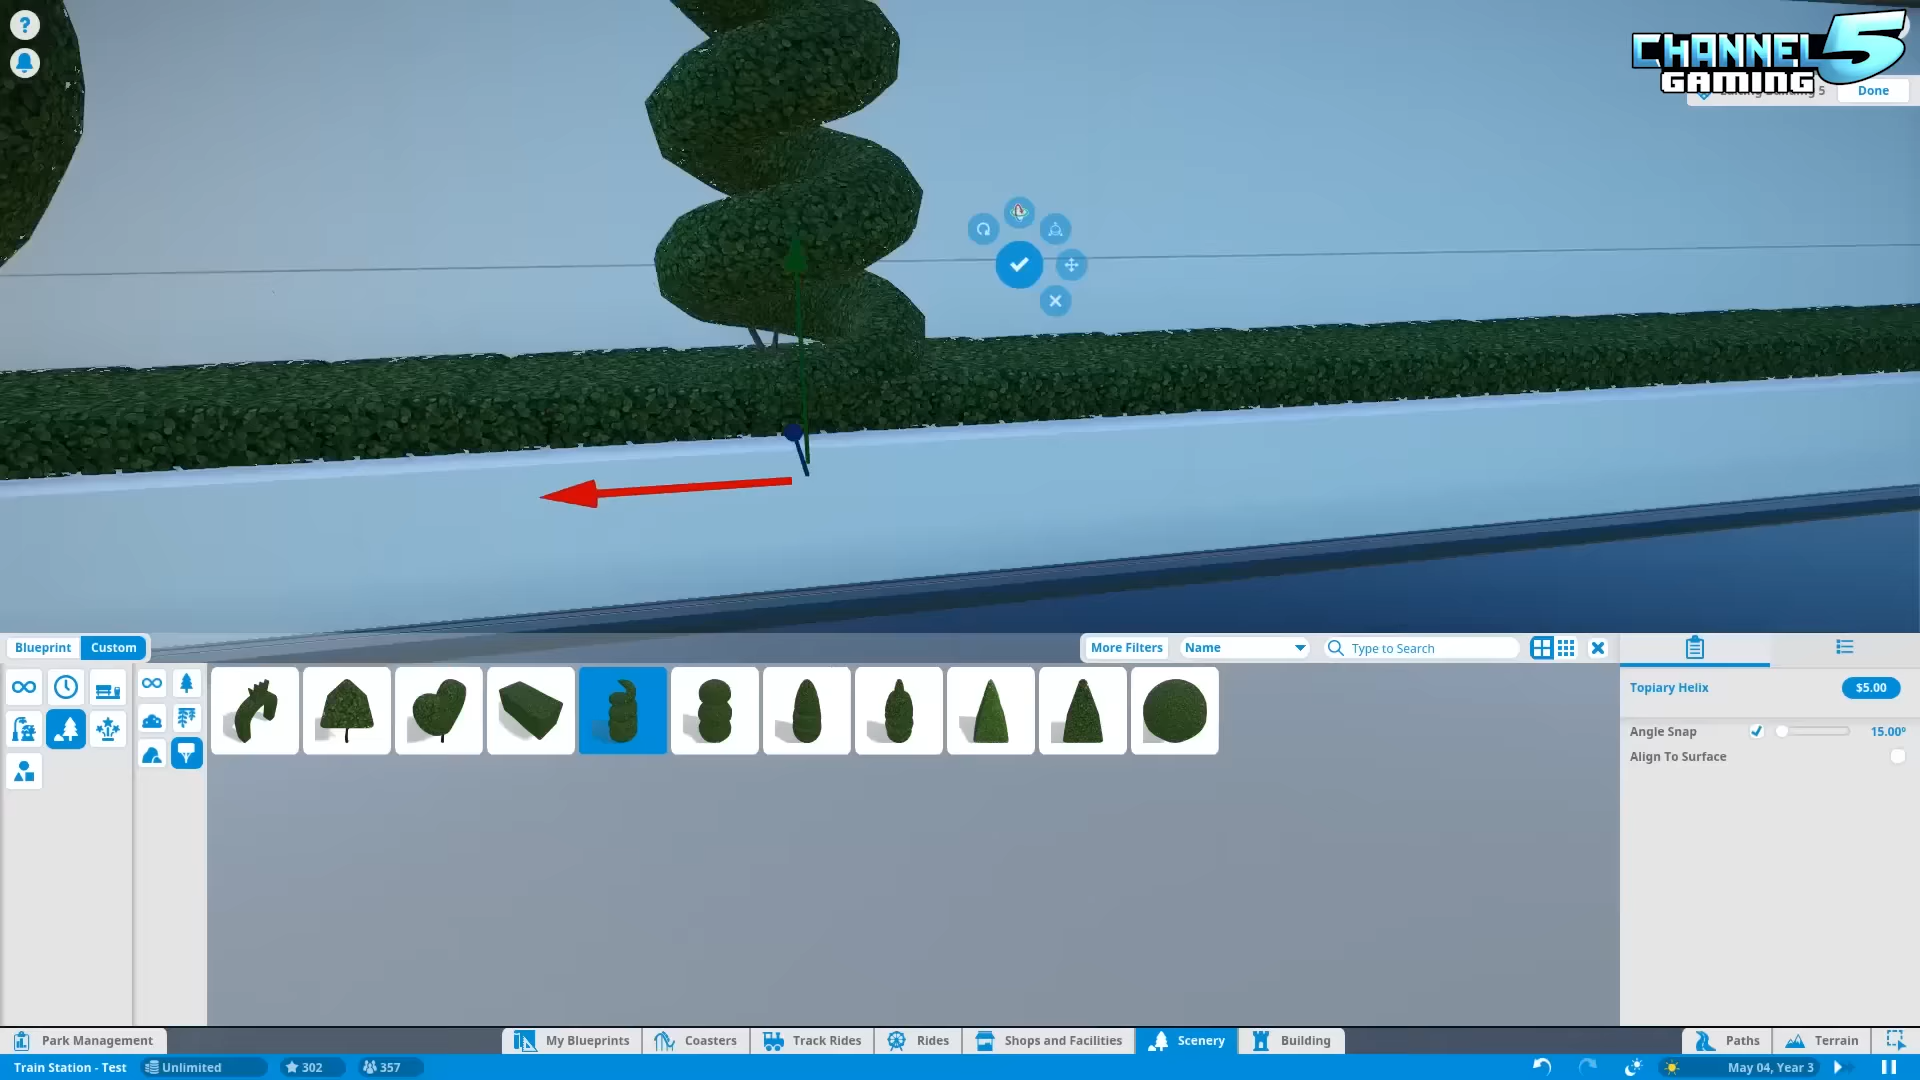 ?
CHANNEL 5
GAMING
5
Done
Blueprint
Custom
More Filters
Name
Type to Search
Topiary Helix
$5.00
Angle Snap
15.00°
Align To Surface
Park Management
My Blueprints
Coasters
Track Rides
Rides
Shops and Facilities
Scenery
Building
Paths
Terrain
Train Station - Test
Unlimited
302
357
May 04, Year 3